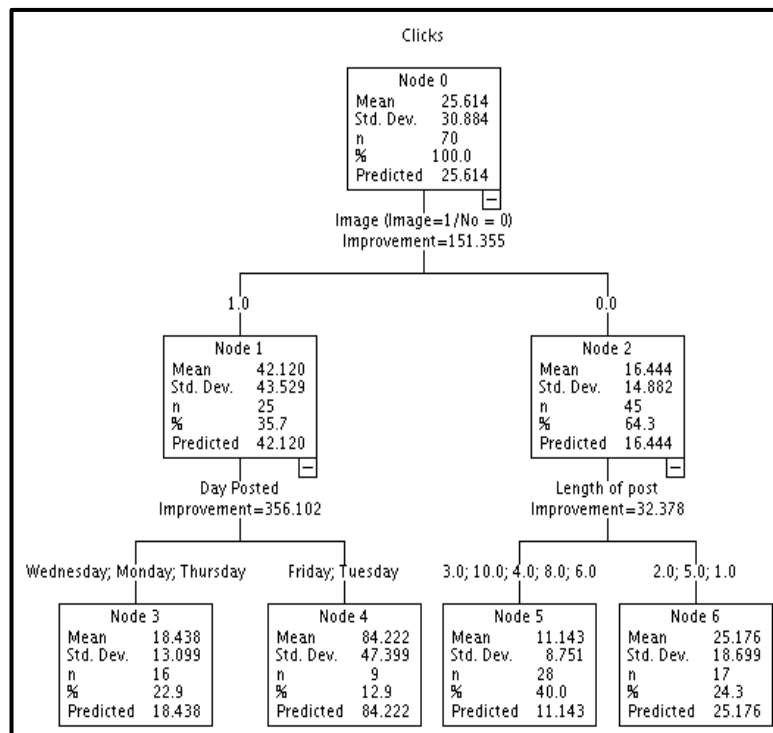 Clicks
Node 0
Mean 25.614
Std. Dev. 30.884
n 70
% 100.0
Predicted 25.614
Image (Image=1/No = 0)
Improvement=151.355
1.0
0.0
Node 1
Mean 42.120
Std. Dev. 43.529
n 25
% 35.7
Predicted 42.120
Node 2
Mean 16.444
Std. Dev. 14.882
n 45
% 64.3
Predicted 16.444
Day Posted
Improvement=356.102
Length of post
Improvement=32.378
Wednesday; Monday; Thursday
Friday; Tuesday
3.0; 10.0; 4.0; 8.0; 6.0
2.0; 5.0; 1.0
Node 3
Mean 18.438
Std. Dev. 13.099
n 16
% 22.9
Predicted 18.438
Node 4
Mean 84.222
Std. Dev. 47.399
n 9
% 12.9
Predicted 84.222
Node 5
Mean 11.143
Std. Dev. 8.751
n 28
% 40.0
Predicted 11.143
Node 6
Mean 25.176
Std. Dev. 18.699
n 17
% 24.3
Predicted 25.176